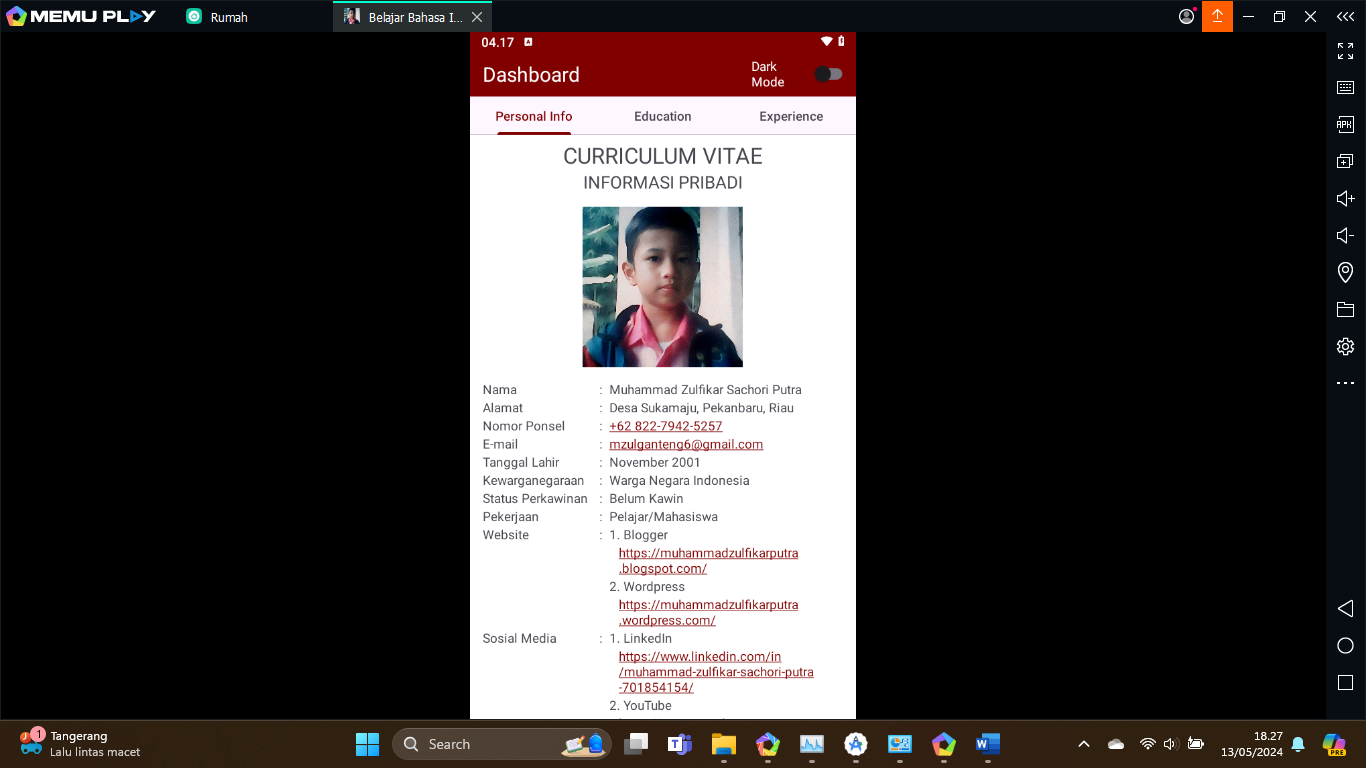 MEMU PLAY
Rumah
Belajar Bahasa I...
04.17
Dashboard
Dark
Mode
Personal Info
Education
Experience
CURRICULUM VITAE
INFORMASI PRIBADI
Nama : Muhammad Zulfikar Sachori Putra
Alamat : Desa Sukamaju, Pekanbaru, Riau
Nomor Ponsel : +62 822-7942-5257
E-mail : mzulganteng6@gmail.com
Tanggal Lahir : November 2001
Kewarganegaraan : Warga Negara Indonesia
Status Perkawinan : Belum Kawin
Pekerjaan : Pelajar/Mahasiswa
Website : 1. Blogger
https://muhammadzulfikarputra
.blogspot.com/
2. Wordpress
https://muhammadzulfikarputra
.wordpress.com/
Sosial Media : 1. LinkedIn
https://www.linkedin.com/in
/muhammad-zulfikar-sachori-putra
-701854154/
2. YouTube
APK
1
Tangerang
Lalu lintas macet
Search
18.27
13/05/2024
PRE